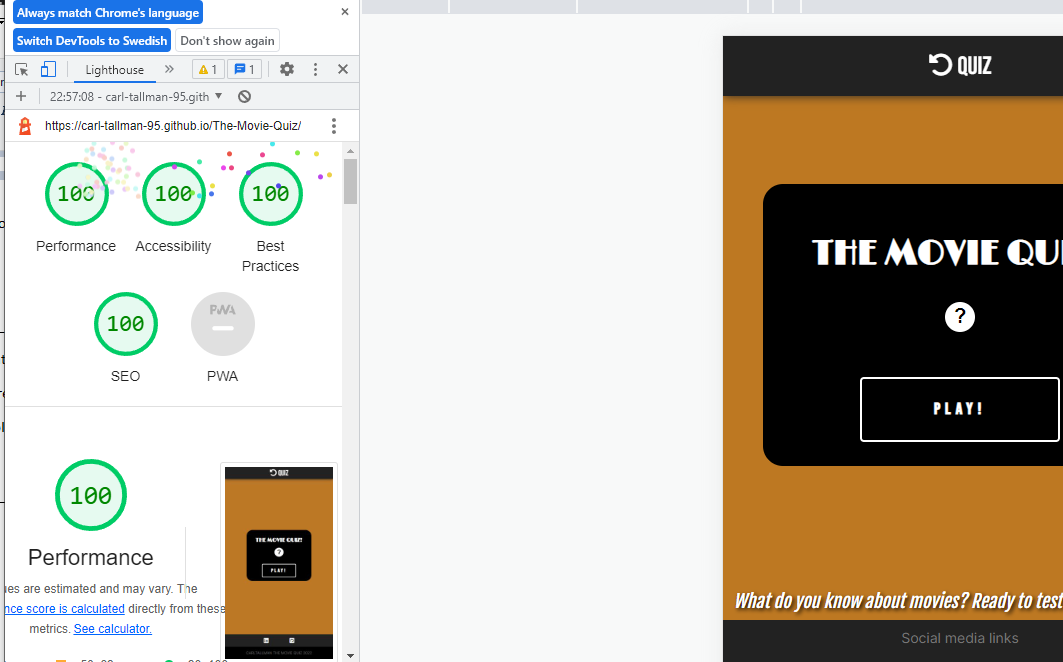 Always match Chrome's language
Switch DevTools to Swedish Don't show again
Lighthouse 1 1
22:57:08 - carl-tallman-95.gith
https://carl-tallman-95.github.io/The-Movie-Quiz/
100 100 100
Performance Accessibility Best
Practices
100 PWA
SEO PWA
100
Performance
ues are estimated and may vary. The
nce score is calculated directly from these
metrics. See calculator.
QUIZ
THE MOVIE QUIZ!
?
PLAY!
QUIZ
THE MOVIE QUI
?
PLAY!
What do you know about movies? Ready to test
Social media links